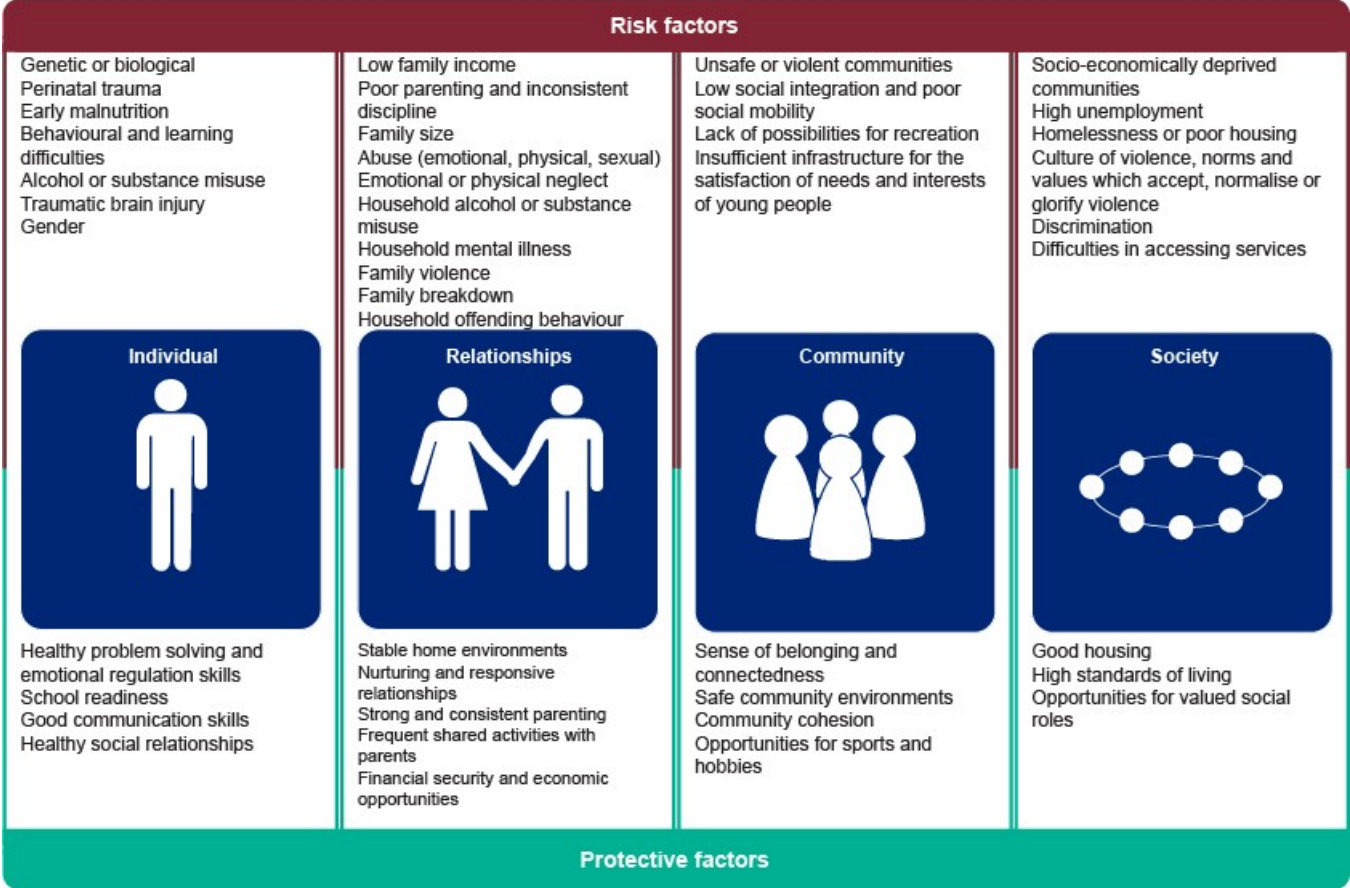 Risk factors
Genetic or biological
Perinatal trauma
Early malnutrition
Behavioural and learning
difficulties
Alcohol or substance misuse
Traumatic brain injury
Gender
Low family income
Poor parenting and inconsistent
discipline
Family size
Abuse (emotional, physical, sexual)
Emotional or physical neglect
Household alcohol or substance
misuse
Household mental illness
Family violence
Family breakdown
Household offending behaviour
Unsafe or violent communities
Low social integration and poor
social mobility
Lack of possibilities for recreation
Insufficient infrastructure for the
satisfaction of needs and interests
of young people
Socio-economically deprived
communities
High unemployment
Homelessness or poor housing
Culture of violence, norms and
values which accept, normalise or
glorify violence
Discrimination
Difficulties in accessing services
Individual
Relationships
Community
Society
Healthy problem solving and
emotional regulation skills
School readiness
Good communication skills
Healthy social relationships
Stable home environments
Nurturing and responsive
relationships
Strong and consistent parenting
Frequent shared activities with
parents
Financial security and economic
opportunities
Sense of belonging and
connectedness
Safe community environments
Community cohesion
Opportunities for sports and
hobbies
Good housing
High standards of living
Opportunities for valued social
roles
Protective factors